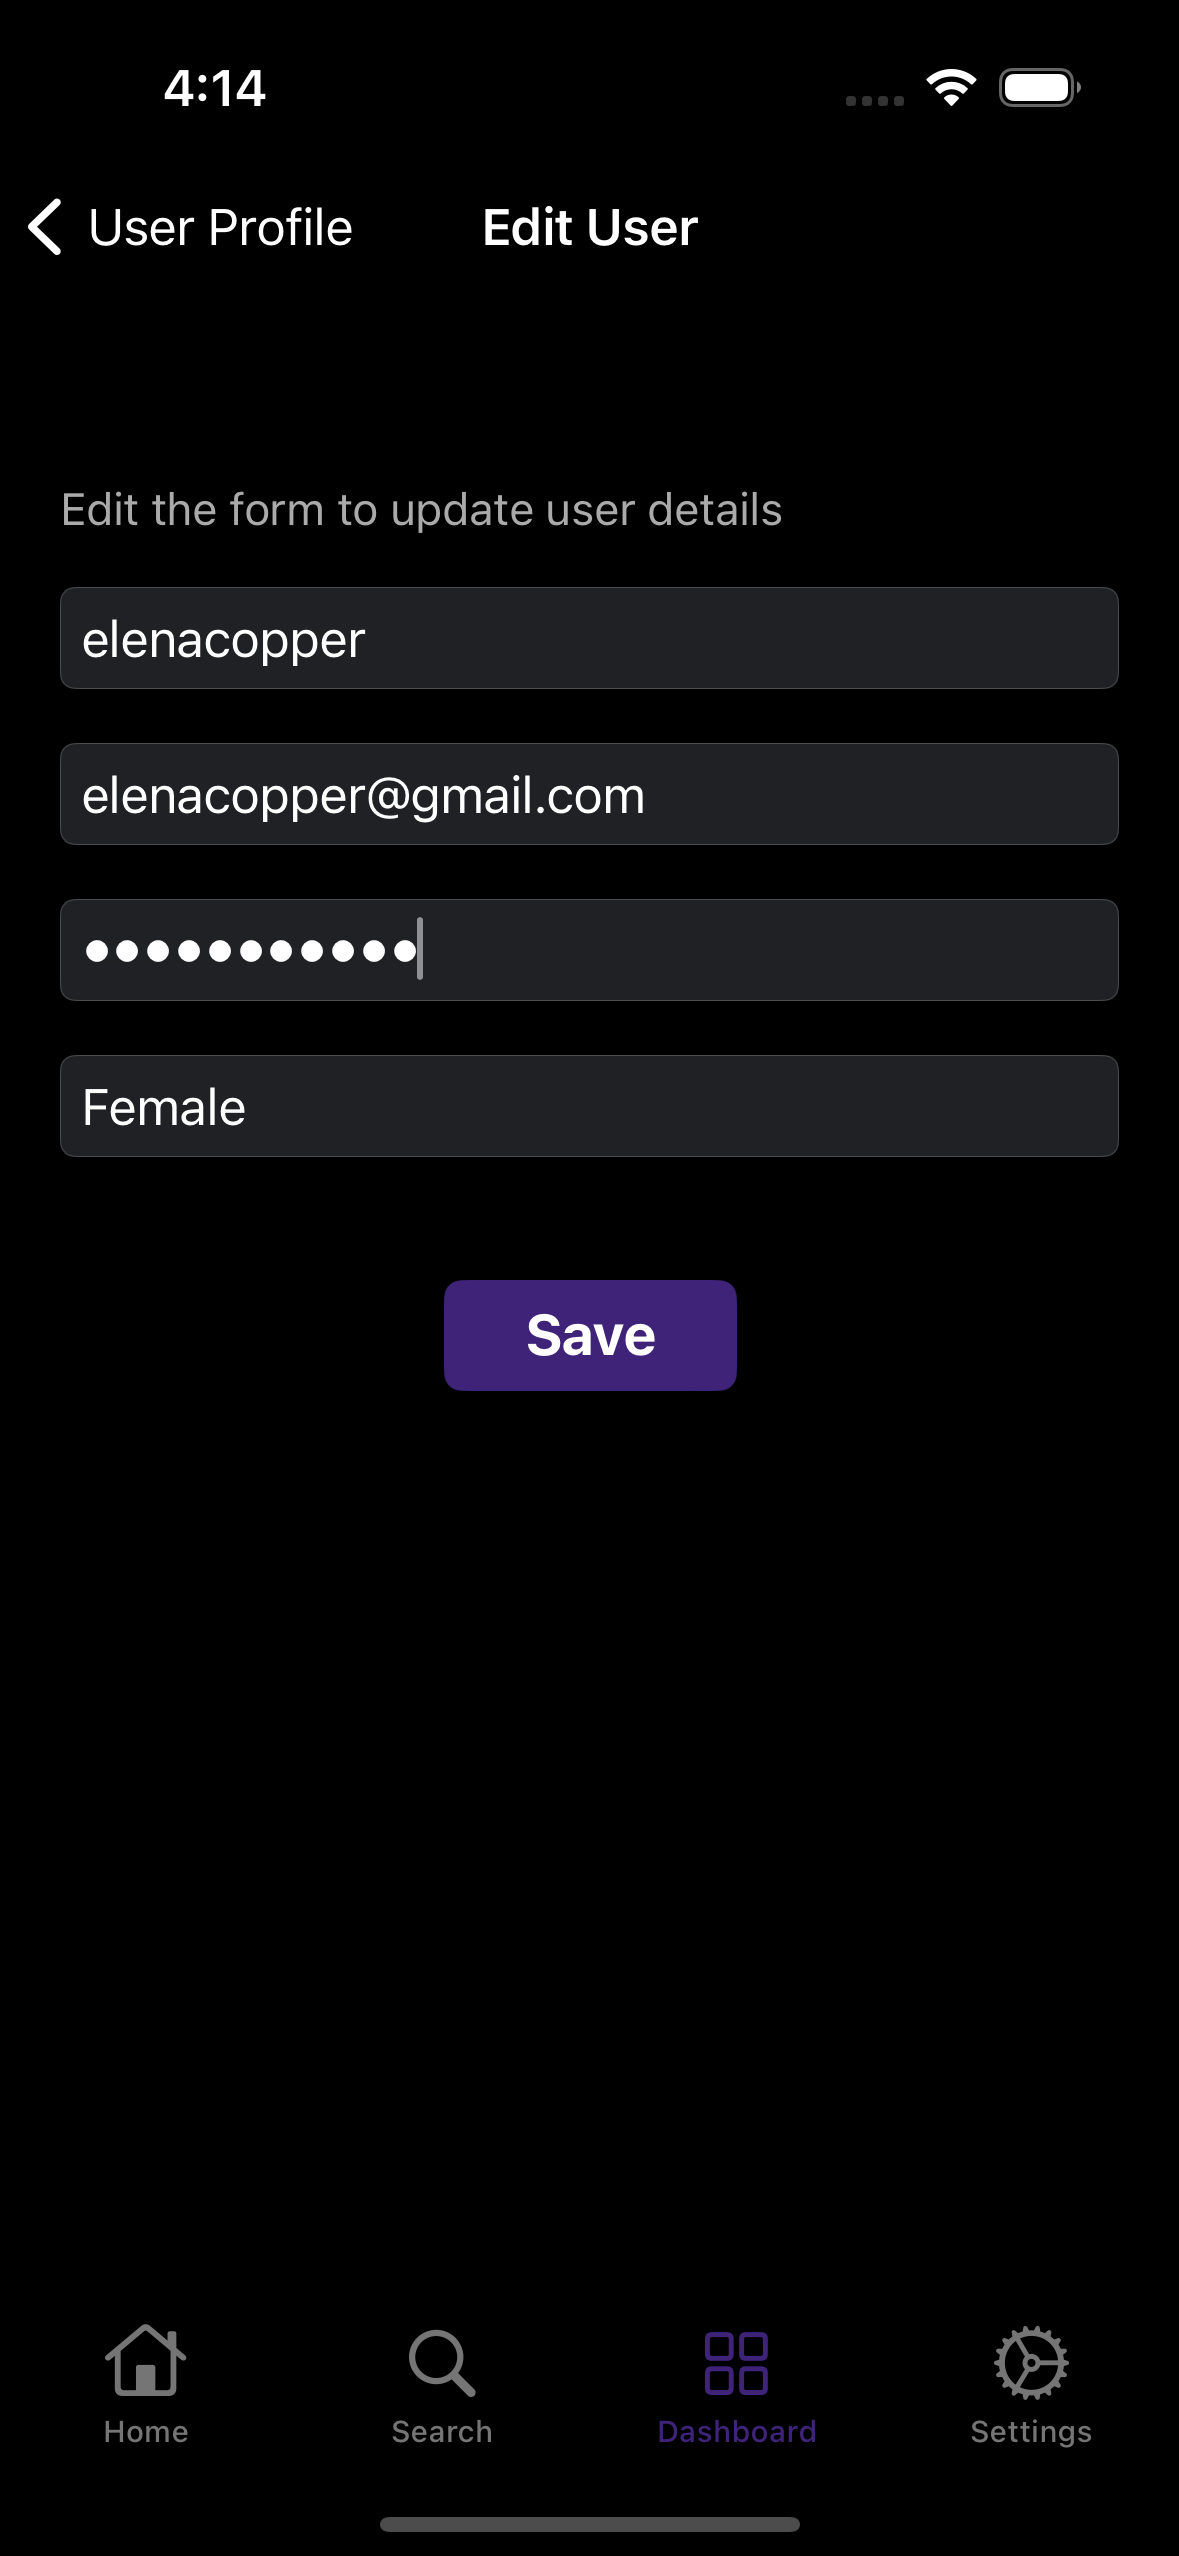 4:14
User Profile
Edit User
Edit the form to update user details
elenacopper
elenacopper@gmail.com
•••••••••••
Female
Save
Home
Search
Dashboard
Settings